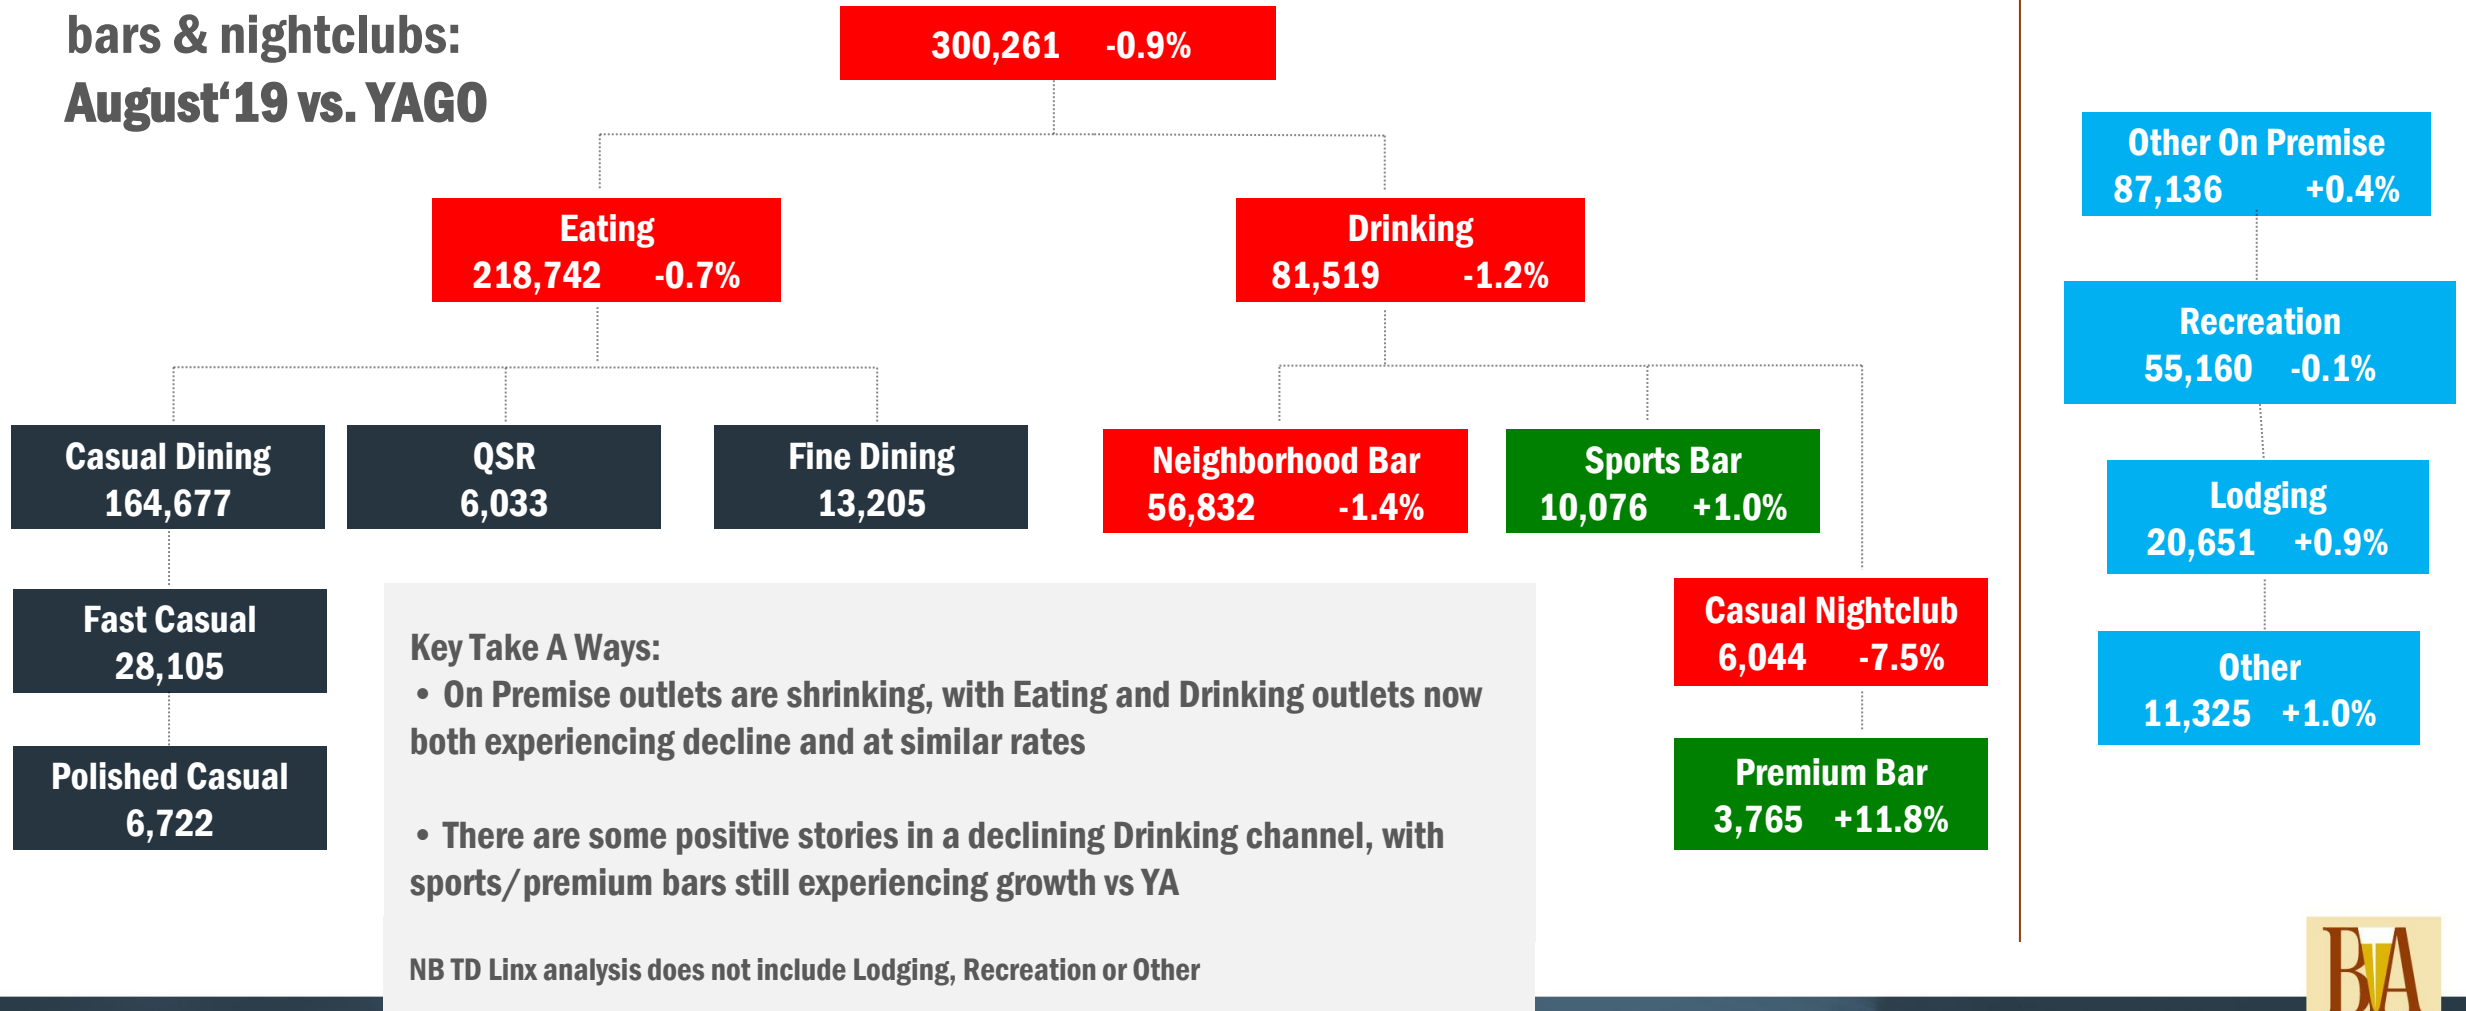 bars & nightclubs:
August‘19 vs. YAGO
300,261 -0.9%
Eating
218,742 -0.7%
Drinking
81,519 -1.2%
Casual Dining
164,677
QSR
6,033
Fine Dining
13,205
Neighborhood Bar
56,832 -1.4%
Sports Bar
10,076 +1.0%
Fast Casual
28,105
Polished Casual
6,722
Casual Nightclub
6,044 -7.5%
Premium Bar
3,765 +11.8%
Key Take A Ways:
• On Premise outlets are shrinking, with Eating and Drinking outlets now
both experiencing decline and at similar rates
• There are some positive stories in a declining Drinking channel, with
sports/premium bars still experiencing growth vs YA
NB TD Linx analysis does not include Lodging, Recreation or Other
Other On Premise
87,136 +0.4%
Recreation
55,160 -0.1%
Lodging
20,651 +0.9%
Other
11,325 +1.0%
BA